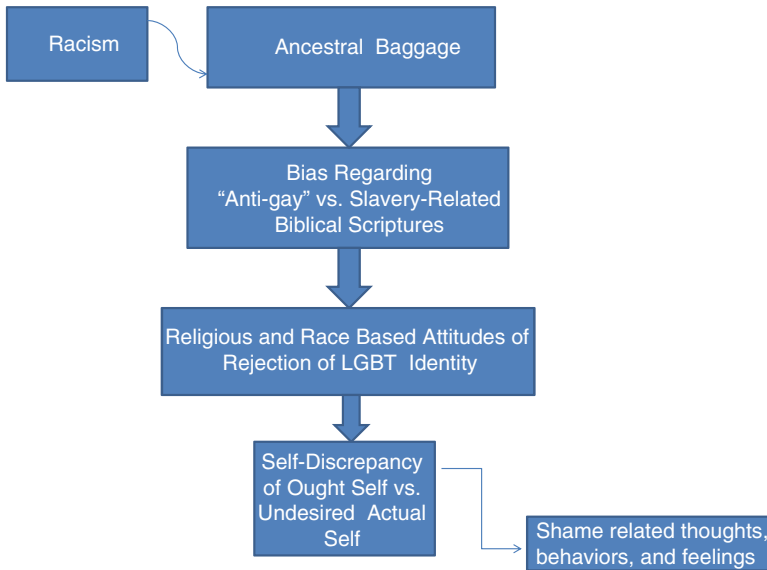 Racism
Ancestral Baggage
Bias Regarding
“Anti-gay” vs. Slavery-Related
Biblical Scriptures
Religious and Race Based Attitudes of
Rejection of LGBT Identity
Self-Discrepancy
of Ought Self vs.
Undesired Actual
Self
Shame related thoughts,
behaviors, and feelings